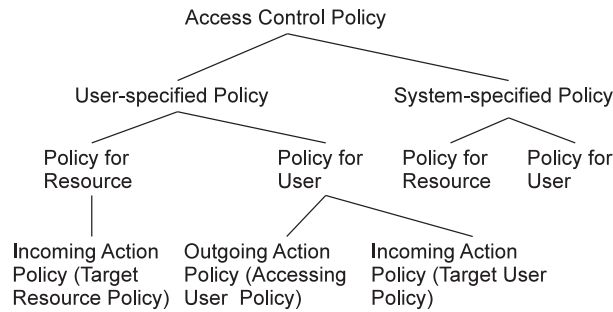 Access Control Policy
User-specified Policy
System-specified Policy
Policy for
Resource
Policy for
User
Policy for
Resource
Policy for
User
Incoming Action
Policy (Target
Resource Policy)
Outgoing Action
Policy (Accessing
User Policy)
Incoming Action
Policy (Target User
Policy)